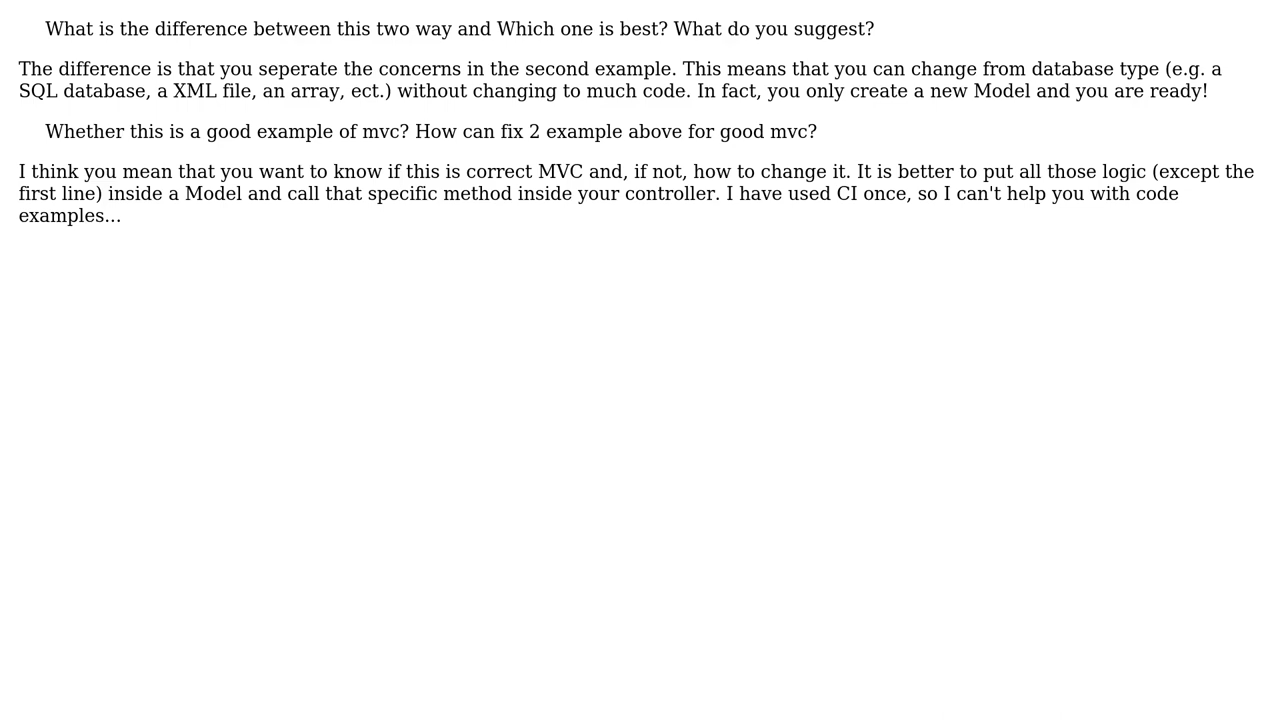 What is the difference between this two way and Which one is best? What do you suggest?
The difference is that you seperate the concerns in the second example. This means that you can change from database type (e.g. a
SQL database, a XML file, an array, ect.) without changing to much code. In fact, you only create a new Model and you are ready!
Whether this is a good example of mvc? How can fix 2 example above for good mvc?
I think you mean that you want to know if this is correct MVC and, if not, how to change it. It is better to put all those logic (except the
first line) inside a Model and call that specific method inside your controller. I have used CI once, so I can't help you with code
examples...